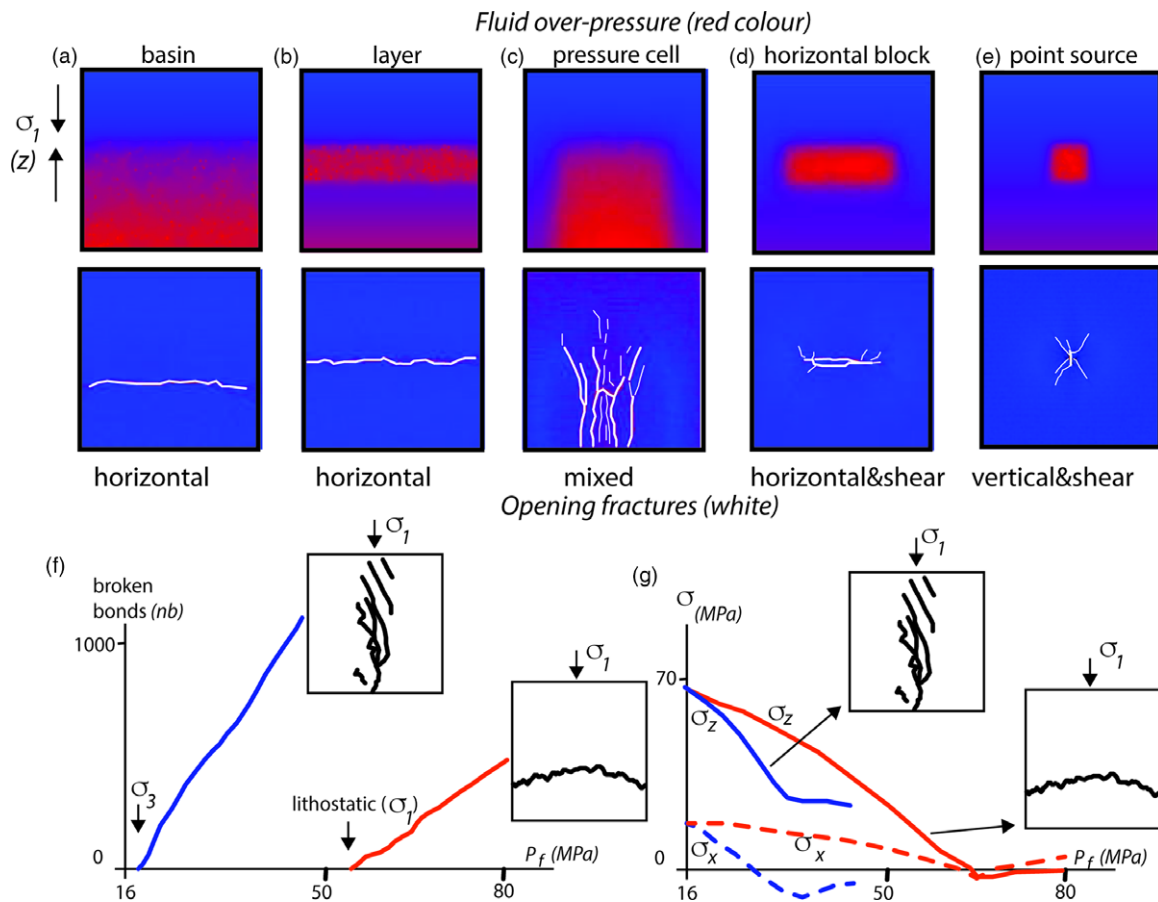 Fluid over-pressure (red colour)
(a) basin
(b) layer
(c) pressure cell
(d) horizontal block
(e) point source
σ1
(z)
horizontal
horizontal
mixed
horizontal&shear
vertical&shear
Opening fractures (white)
(f)
broken
bonds (nb)
1000
0
σ3
lithostatic (σ1)
σ1
σ1
Pf (MPa)
16
50
80
(g)
σ (MPa)
70
0
σz
σz
σx
σx
σ1
σ1
Pf (MPa)
16
50
80